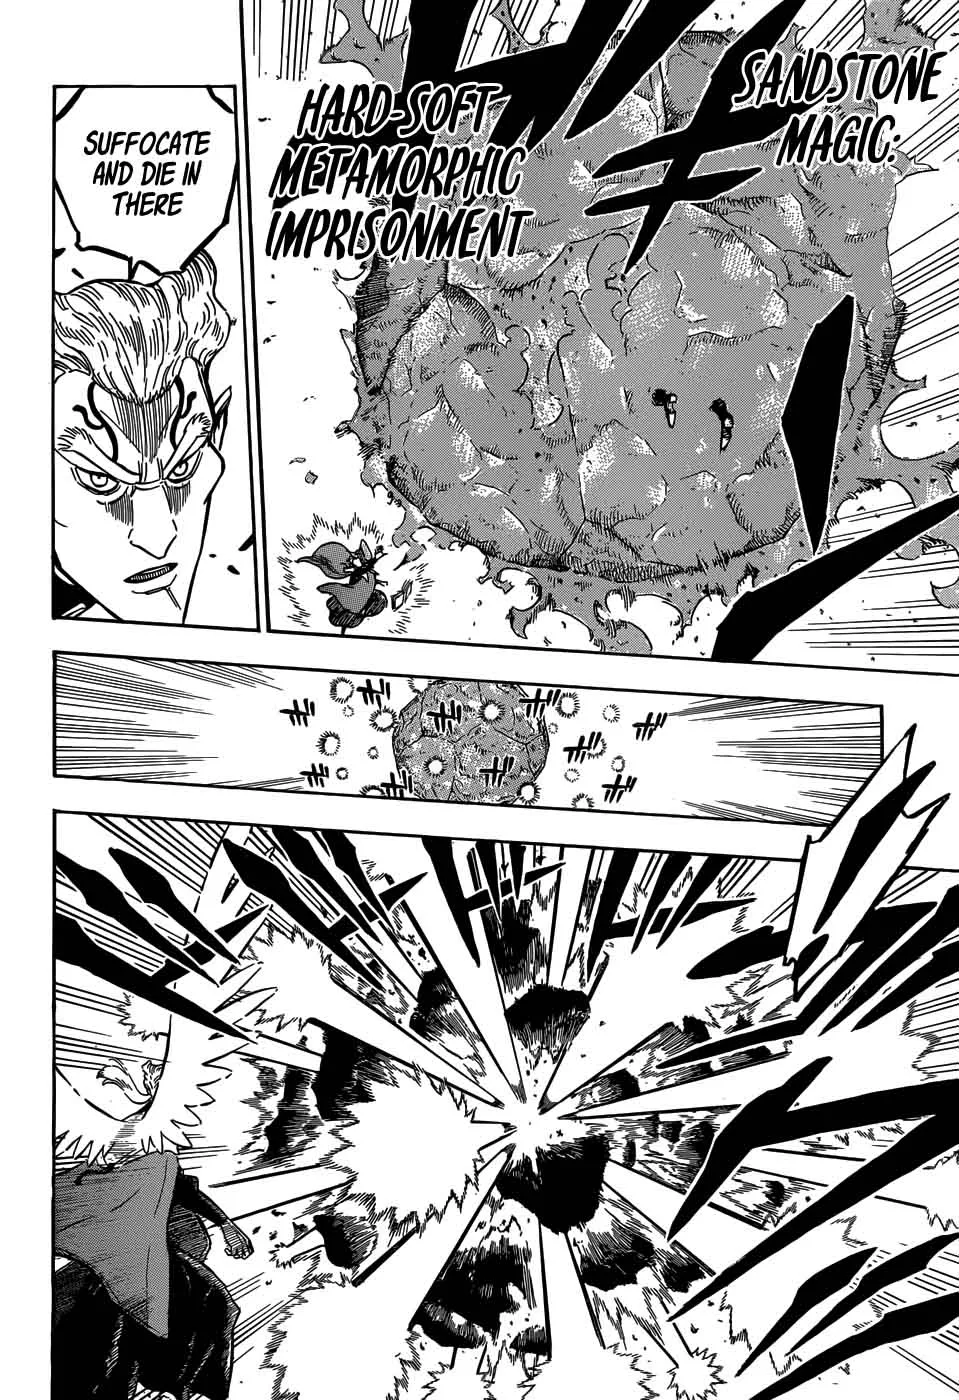 SANDSTONE
MAGIC:
HARD-SOFT
METAMORPHIC
IMPRISONMENT
SUFFOCATE
AND DIE IN
THERE